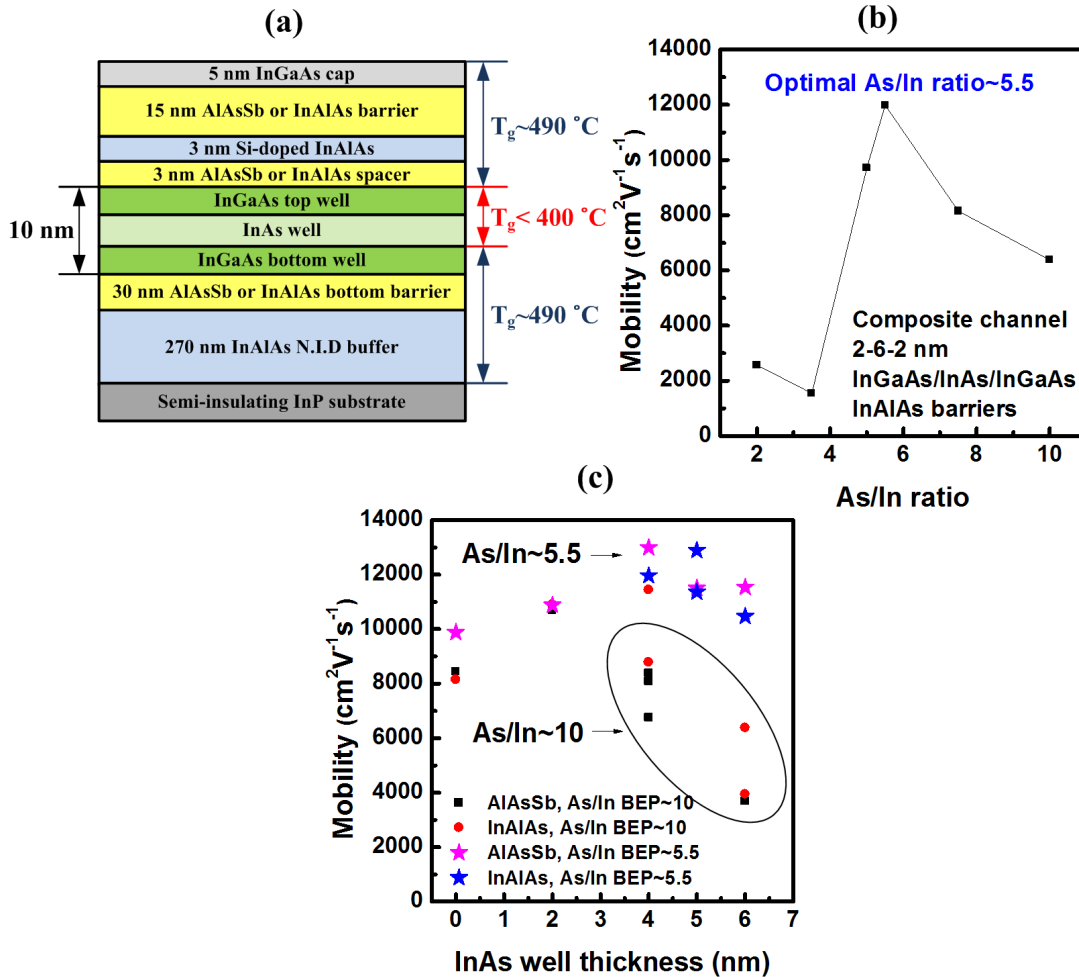 (a)
5 nm InGaAs cap
15 nm AlAsSb or InAlAs barrier
3 nm Si-doped InAlAs
3 nm AlAsSb or InAlAs spacer
InGaAs top well
InAs well
InGaAs bottom well
30 nm AlAsSb or InAlAs bottom barrier
270 nm InAlAs N.I.D buffer
Semi-insulating InP substrate
10 nm
Tg~490 °C
Tg< 400 °C
Tg~490 °C
(b)
Optimal As/In ratio~5.5
Composite channel
2-6-2 nm
InGaAs/InAs/InGaAs
InAlAs barriers
Mobility (cm2V-1s-1)
14000
12000
10000
8000
6000
4000
2000
0
2
4
6
8
10
As/In ratio
(c)
As/In~5.5
As/In~10
AlAsSb, As/In BEP~10
InAlAs, As/In BEP~10
AlAsSb, As/In BEP~5.5
InAlAs, As/In BEP~5.5
Mobility (cm2V-1s-1)
14000
12000
10000
8000
6000
4000
2000
0
0
1
2
3
4
5
6
7
InAs well thickness (nm)